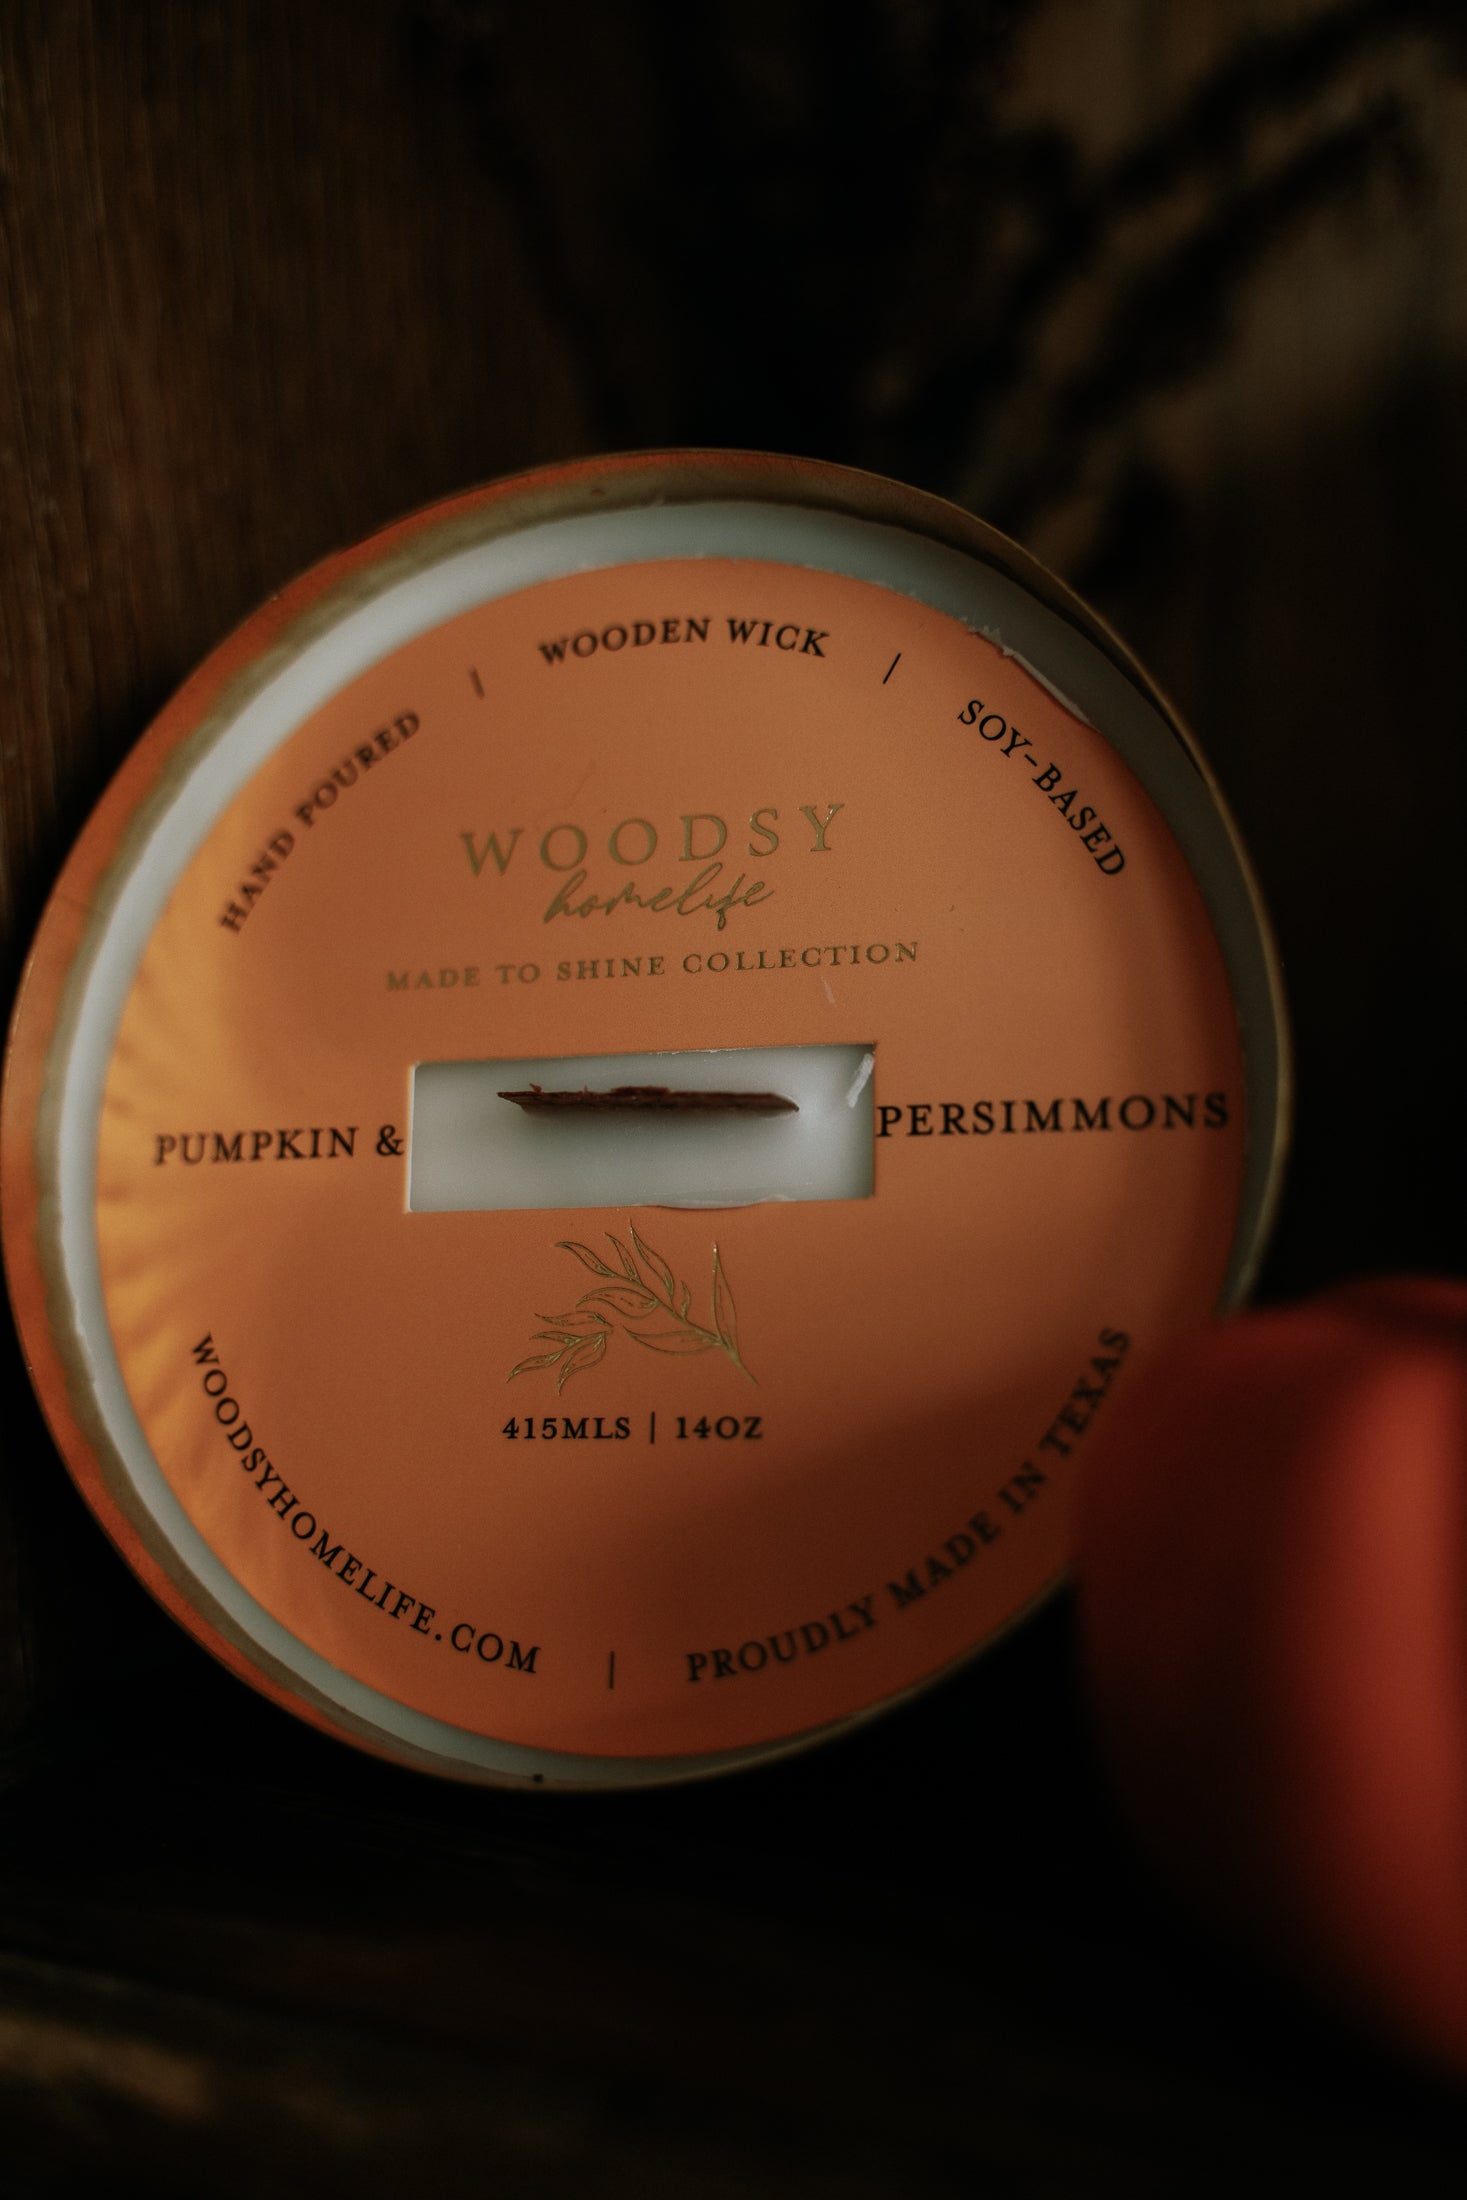 HAND POURED | WOODEN WICK | SOY-BASED
WOODSY
homelife
MADE TO SHINE COLLECTION
PUMPKIN & PERSIMMONS
415MLS | 14OZ
WOODSYHOMELIFE.COM | PROUDLY MADE IN TEXAS